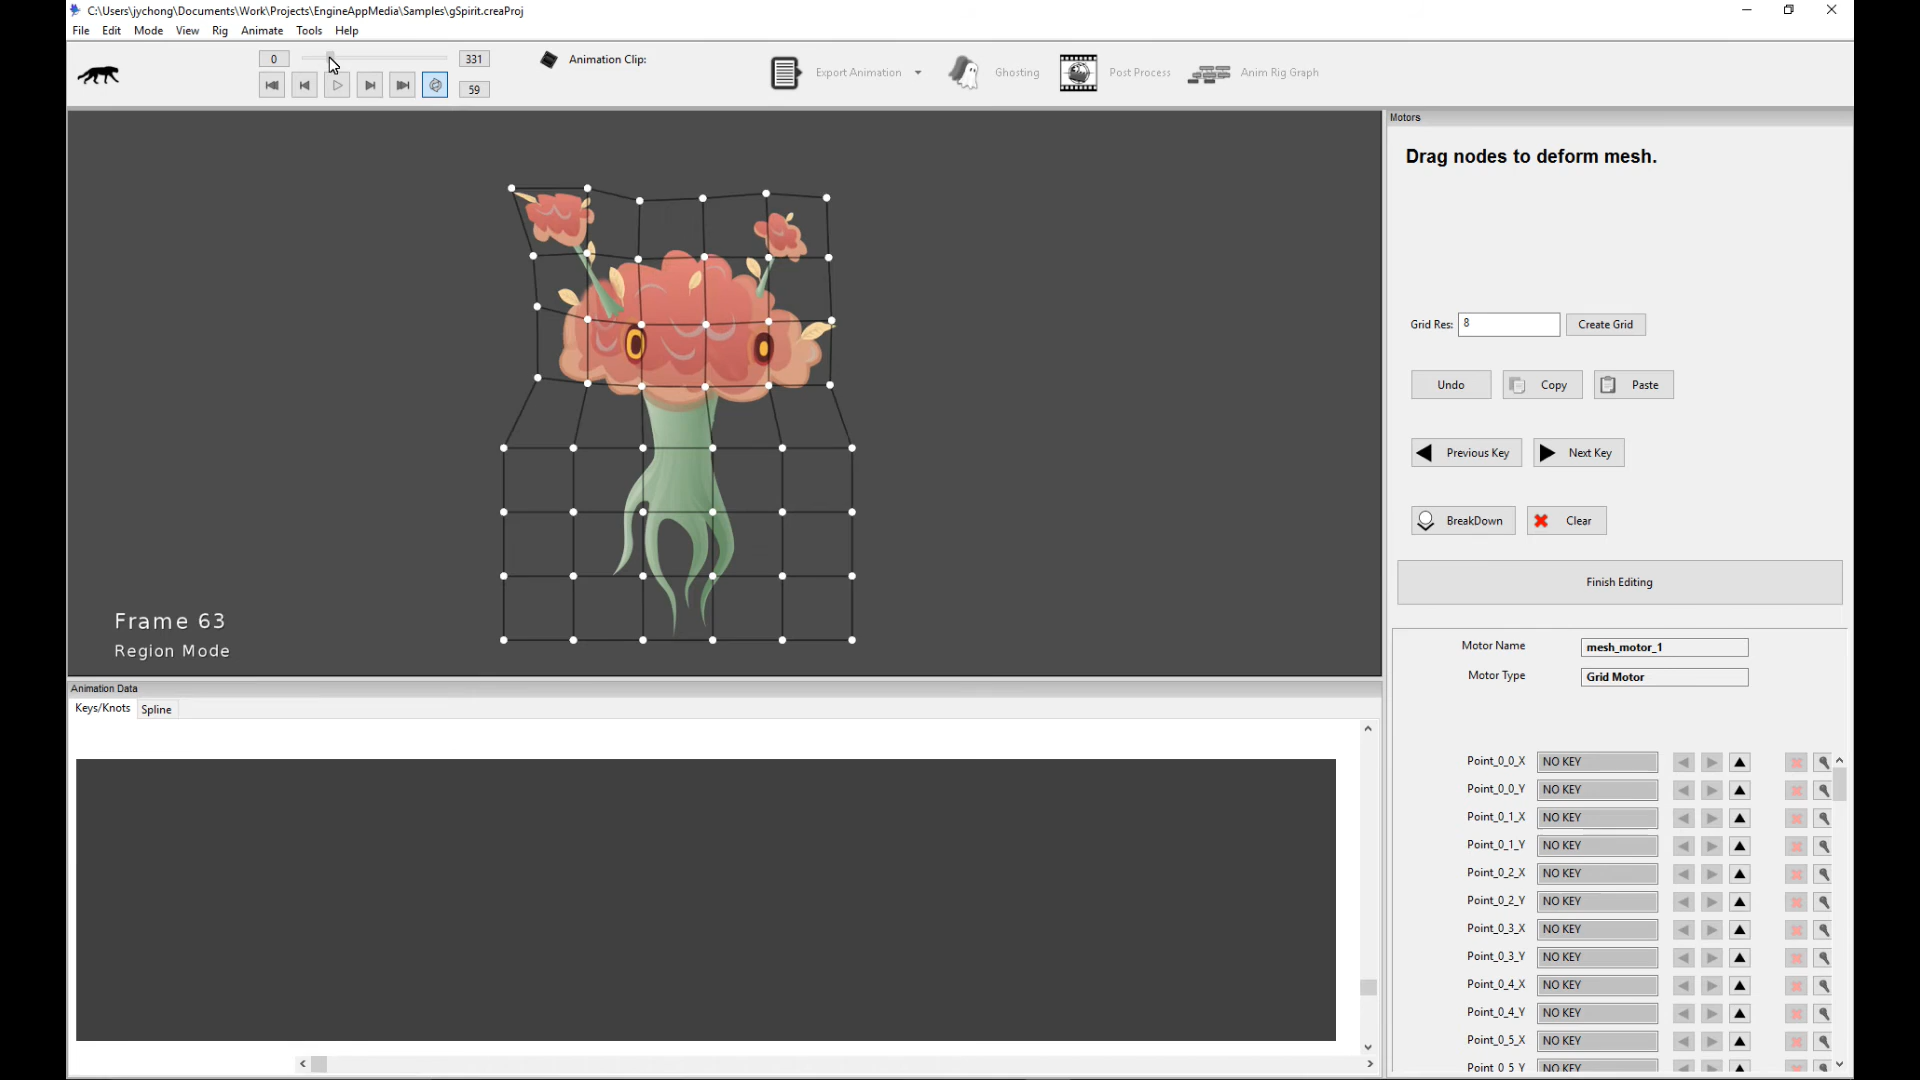 C:\Users\jychong\Documents\Work\Projects\EngineAppMedia\Samples\gSpirit.creaProj
File Edit Mode View Rig Animate Tools Help
0 331
59
Animation Clip:
Export Animation
Ghosting
Post Process
Anim Rig Graph
Motors
Drag nodes to deform mesh.
Grid Res: 8 Create Grid
Undo Copy Paste
Previous Key Next Key
BreakDown Clear
Finish Editing
Frame 63
Region Mode
Motor Name mesh_motor_1
Motor Type Grid Motor
Animation Data
Keys/Knots Spline
Point_0_0_X NO KEY
Point_0_0_Y NO KEY
Point_0_1_X NO KEY
Point_0_1_Y NO KEY
Point_0_2_X NO KEY
Point_0_2_Y NO KEY
Point_0_3_X NO KEY
Point_0_3_Y NO KEY
Point_0_4_X NO KEY
Point_0_4_Y NO KEY
Point_0_5_X NO KEY
Point_0_5_Y NO KEY